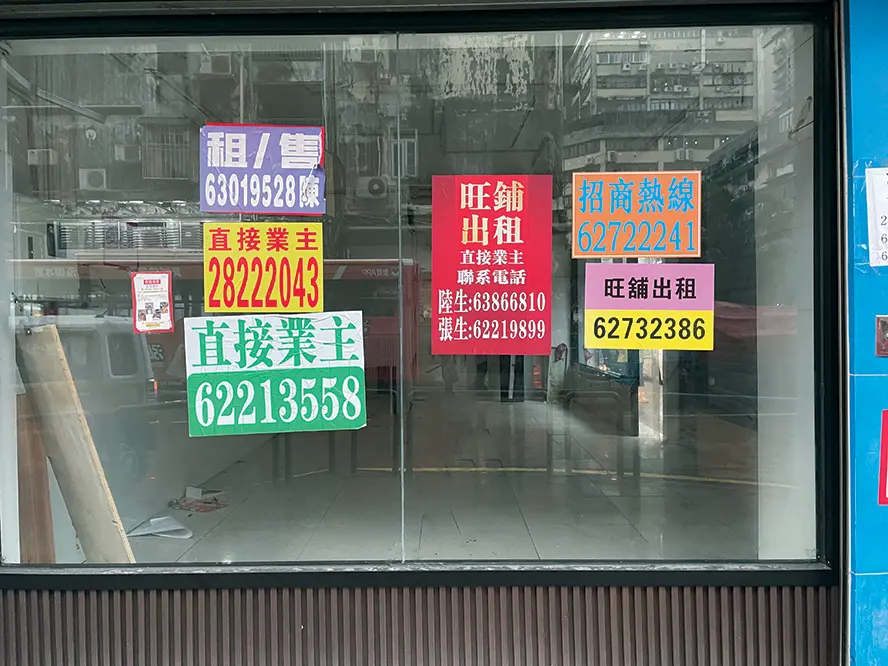 租/售
63019528陳
直接業主
28222043
直接業主
62213558
旺鋪
出租
直接業主
聯系電話
陸生:63866810
張生:62219899
招商熱線
62722241
旺舖出租
62732386